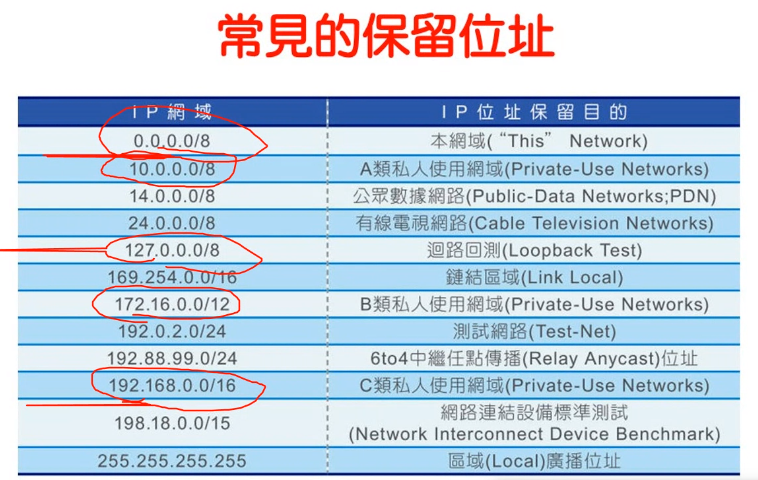 常見的保留位址
IP網域 IP位址保留目的
0.0.0.0/8 本網域(“This” Network)
10.0.0.0/8 A類私人使用網域(Private-Use Networks)
14.0.0.0/8 公眾數據網路(Public-Data Networks;PDN)
24.0.0.0/8 有線電視網路(Cable Television Networks)
127.0.0.0/8 迴路回測(Loopback Test)
169.254.0.0/16 鏈結區域(Link Local)
172.16.0.0/12 B類私人使用網域(Private-Use Networks)
192.0.2.0/24 測試網路(Test-Net)
192.88.99.0/24 6to4中繼任點傳播(Relay Anycast)位址
192.168.0.0/16 C類私人使用網域(Private-Use Networks)
198.18.0.0/15 網路連結設備標準測試
(Network Interconnect Device Benchmark)
255.255.255.255 區域(Local)廣播位址